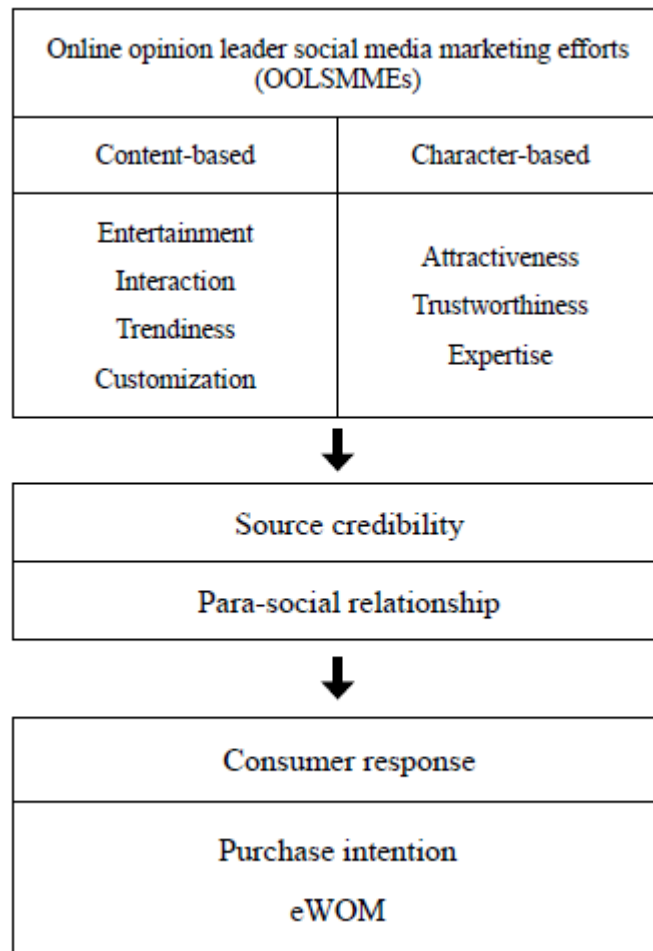 Online opinion leader social media marketing efforts
(OOLSMMEs)
Content-based
Character-based
Entertainment
Interaction
Trendiness
Customization
Attractiveness
Trustworthiness
Expertise
Source credibility
Para-social relationship
Consumer response
Purchase intention
eWOM